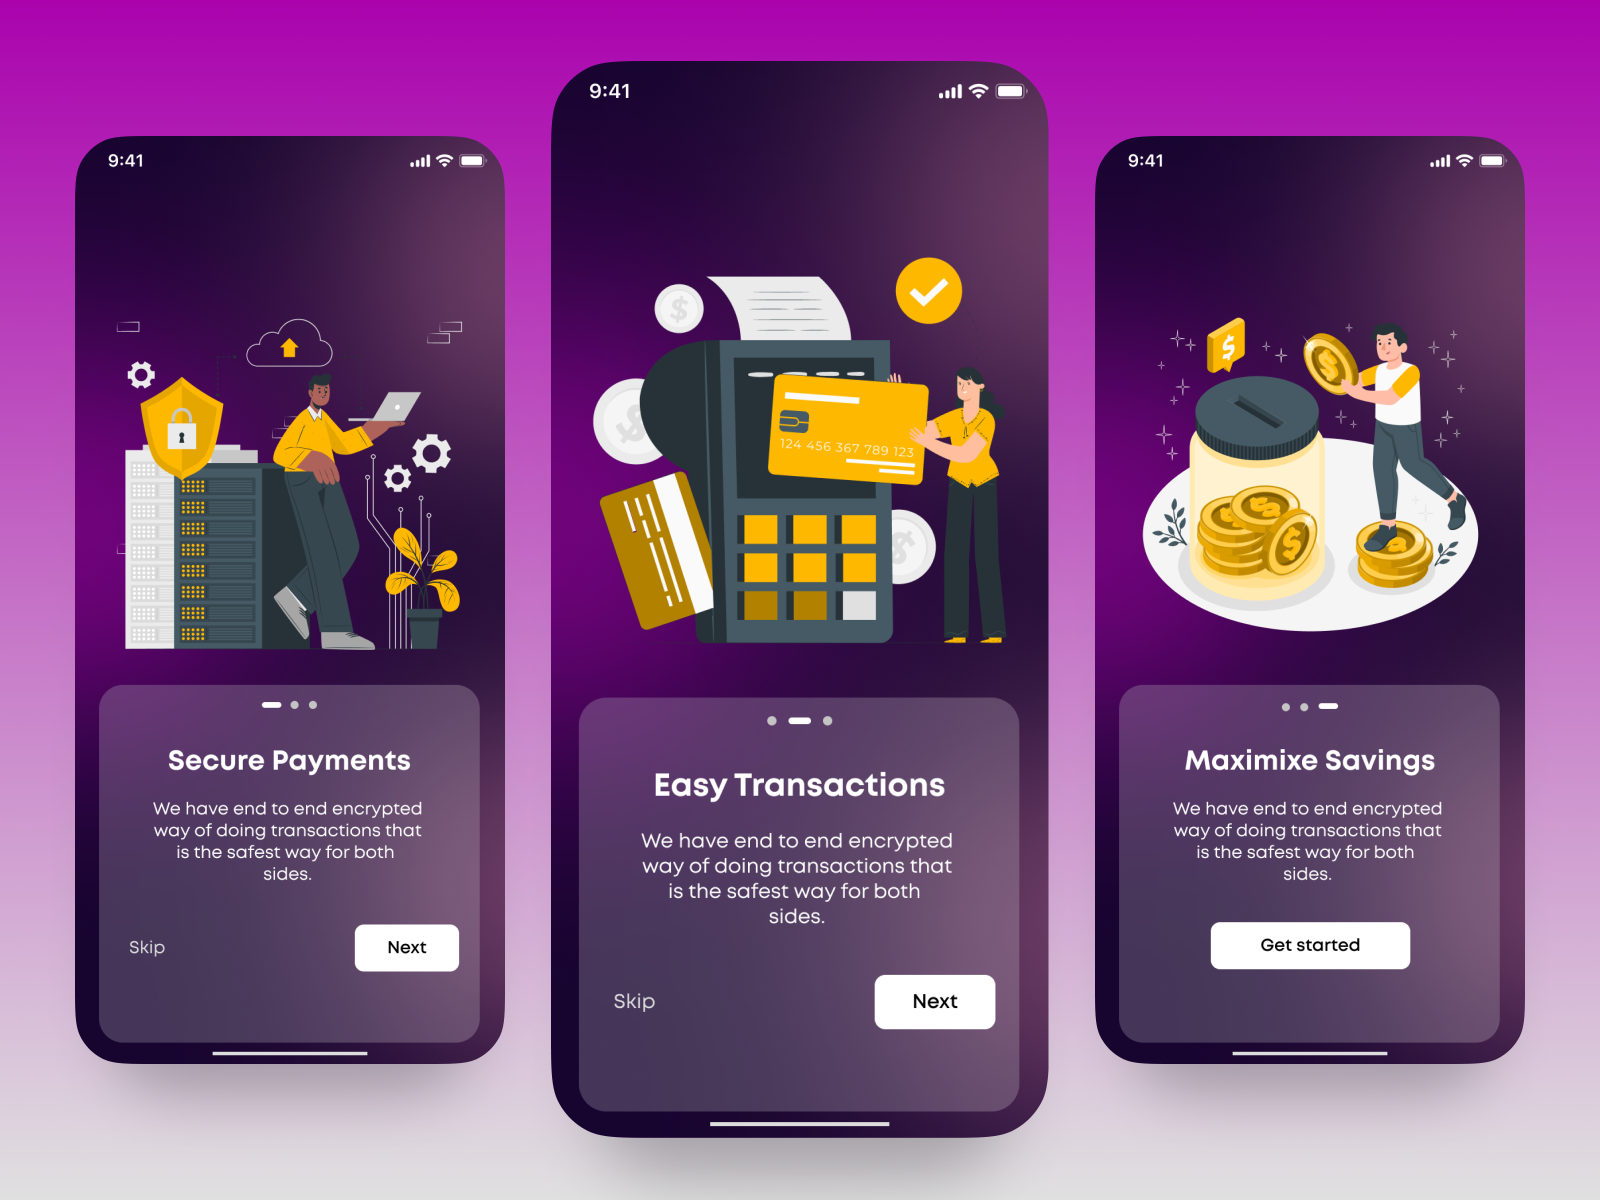 9:41
Secure Payments
We have end to end encrypted
way of doing transactions that
is the safest way for both
sides.
Skip
Next
9:41
$
$
$
124 456 367 789 123
Easy Transactions
We have end to end encrypted
way of doing transactions that
is the safest way for both
sides.
Skip
Next
9:41
$
$
$
Maximixe Savings
We have end to end encrypted
way of doing transactions that
is the safest way for both
sides.
Get started